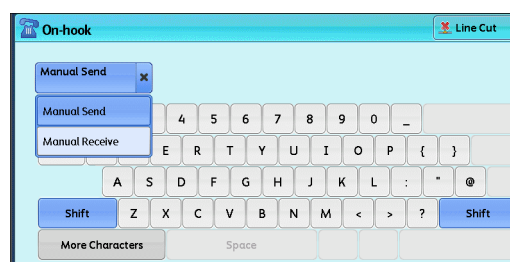 On-hook
Line Cut
Manual Send
Manual Send
4 5 6 7 8 9 0 _
Manual Receive
E R T Y U I O P { }
A S D F G H J K L : " @
Shift Z X C V B N M < > ? Shift
More Characters Space